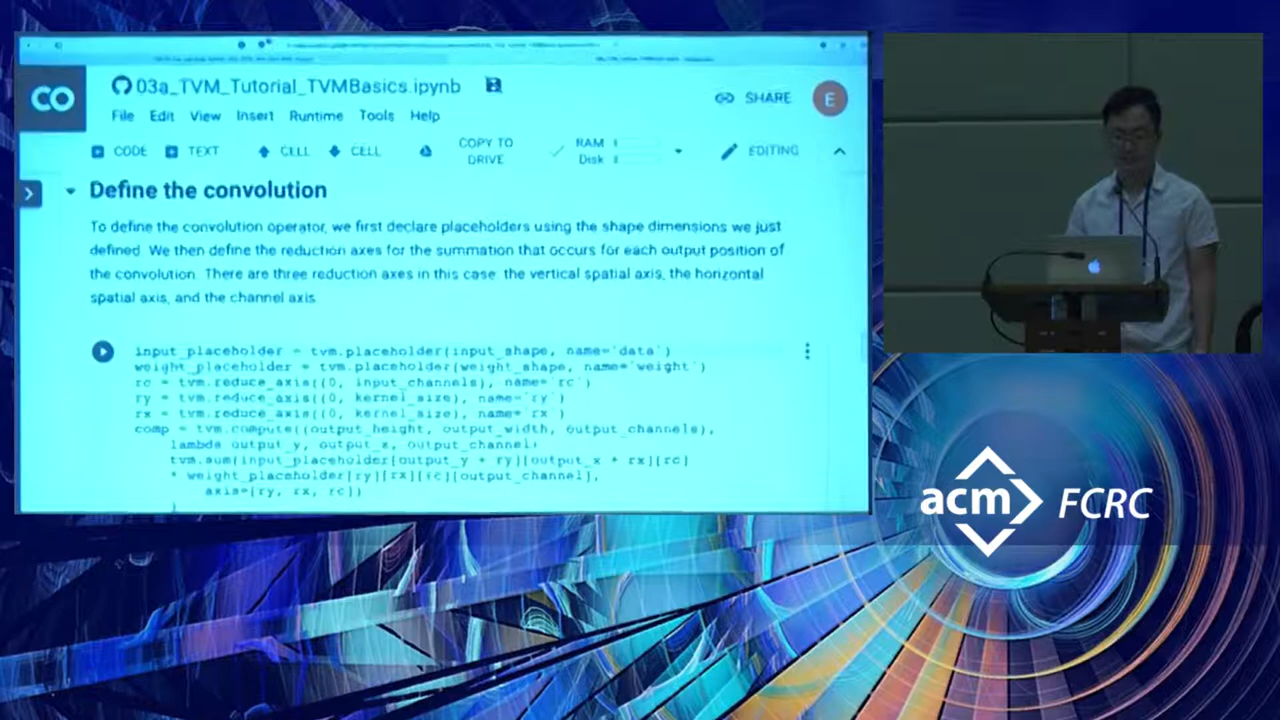 CO
03a_TVM_Tutorial_TVMBasics.ipynb
SHARE
E
File Edit View Insert Runtime Tools Help
CODE TEXT CELL CELL COPY TO DRIVE RAM Disk EDITING
Define the convolution
To define the convolution operator, we first declare placeholders using the shape dimensions we just
defined. We then define the reduction axes for the summation that occurs for each output position of
the convolution. There are three reduction axes in this case: the vertical spatial axis, the horizontal
spatial axis, and the channel axis.
input_placeholder = tvm.placeholder(input_shape, name='data')
weight_placeholder = tvm.placeholder(weight_shape, name='weight')
rc = tvm.reduce_axis((0, input_channels), name='rc')
ry = tvm.reduce_axis((0, kernel_size), name='ry')
rx = tvm.reduce_axis((0, kernel_size), name='rx')
comp = tvm.compute((output_height, output_width, output_channels),
lambda output_y, output_x, output_channel:
tvm.sum(input_placeholder[output_y + ry][output_x + rx][rc]
* weight_placeholder[ry][rx][rc][output_channel],
axis=[ry, rx, rc])
acm FCRC